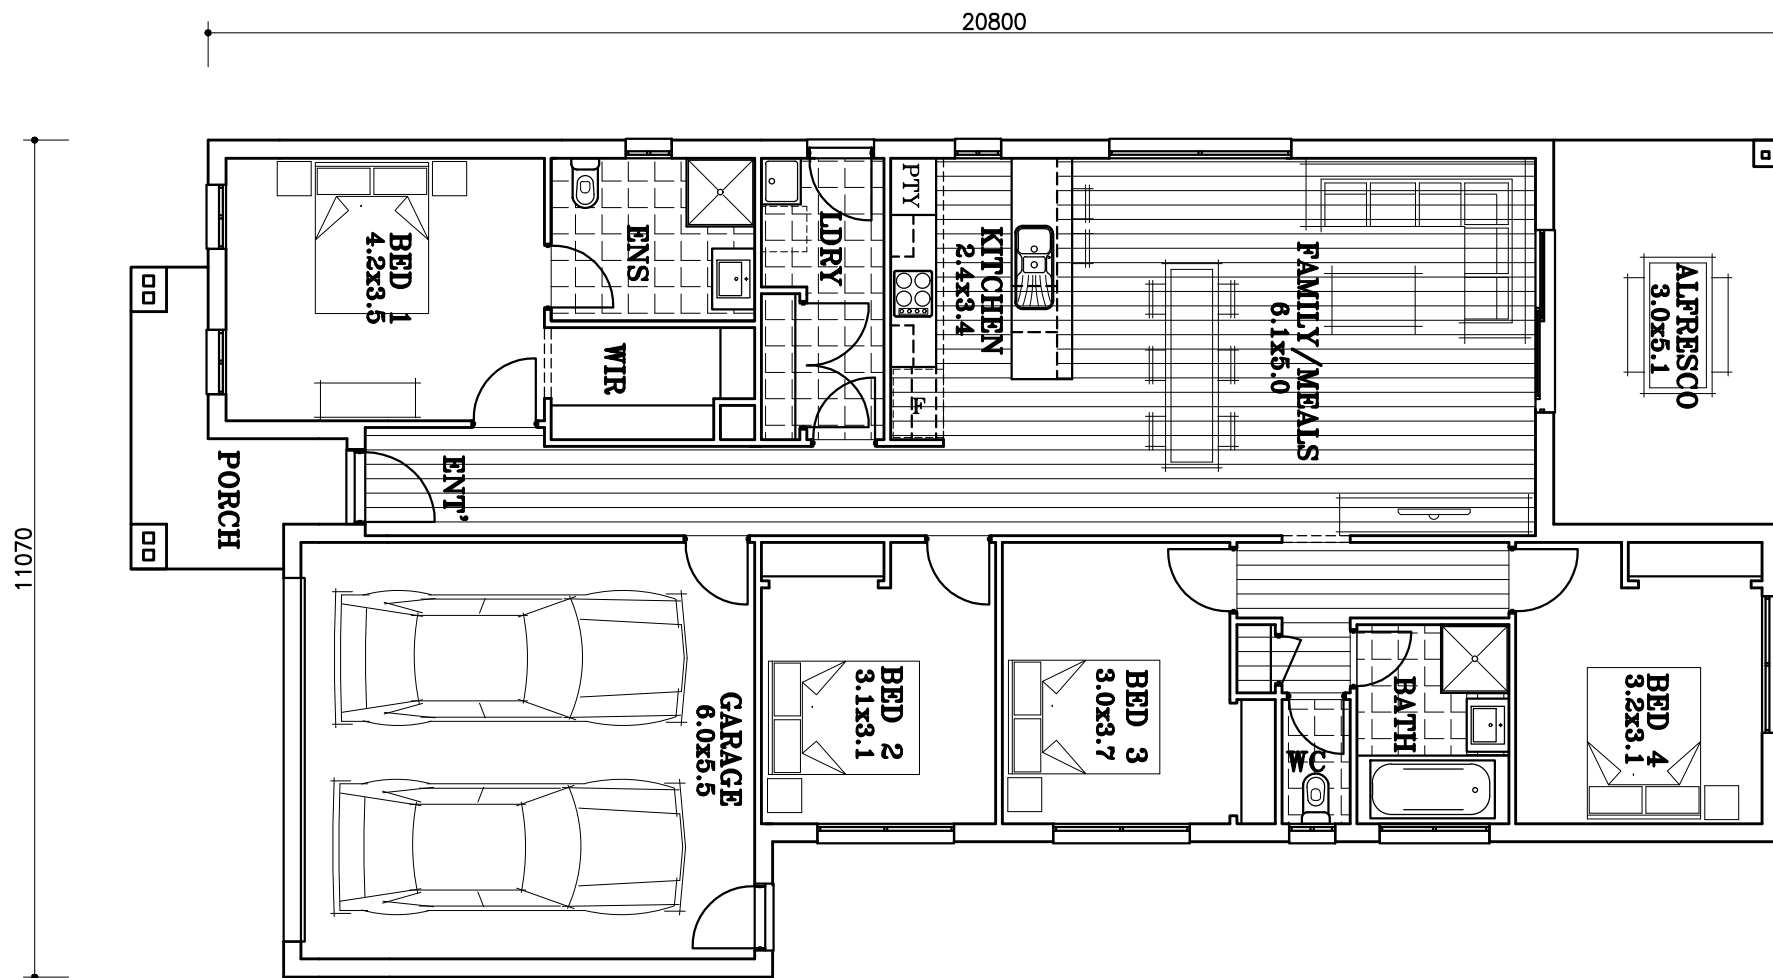 20800
11070
BED 1
4.2x3.5
ENS
WIR
LDRY
PTY
F
KITCHEN
2.4x3.4
FAMILY/MEALS
6.1x5.0
ALFRESCO
3.0x5.1
PORCH
ENT'
GARAGE
6.0x5.5
BED 2
3.1x3.1
BED 3
3.0x3.7
WC
BATH
BED 4
3.2x3.1